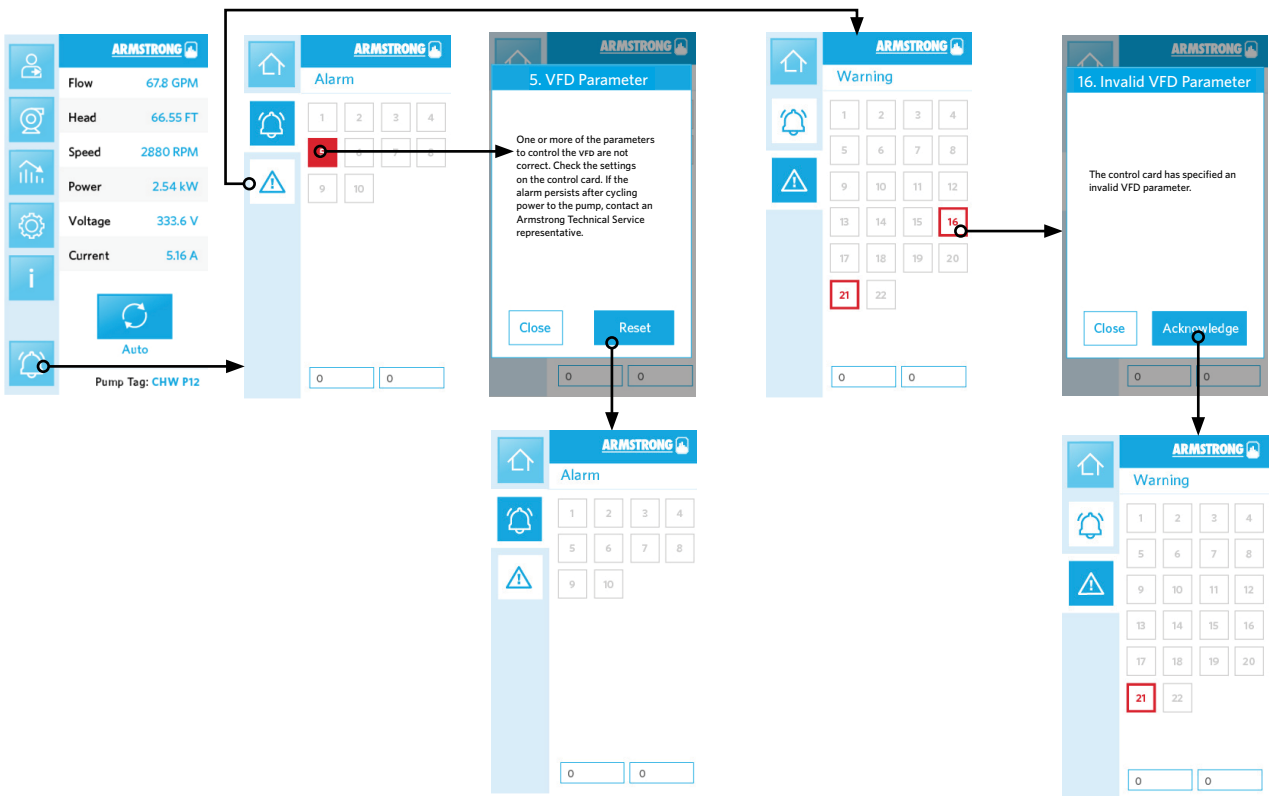 ARMSTRONG
Flow 67.8 GPM
Head 66.55 FT
Speed 2880 RPM
Power 2.54 kW
Voltage 333.6 V
Current 5.16 A
i
Auto
Pump Tag: CHW P12
ARMSTRONG
Alarm
1 2 3 4
5 6 7 8
9 10
0 0
ARMSTRONG
5. VFD Parameter
One or more of the parameters
to control the VFD are not
correct. Check the settings
on the control card. If the
alarm persists after cycling
power to the pump, contact an
Armstrong Technical Service
representative.
Close Reset
0 0
ARMSTRONG
Warning
1 2 3 4
5 6 7 8
9 10 11 12
13 14 15 16
17 18 19 20
21 22
0 0
ARMSTRONG
16. Invalid VFD Parameter
The control card has specified an
invalid VFD parameter.
Close Acknowledge
0 0
ARMSTRONG
Alarm
1 2 3 4
5 6 7 8
9 10
0 0
ARMSTRONG
Warning
1 2 3 4
5 6 7 8
9 10 11 12
13 14 15 16
17 18 19 20
21 22
0 0